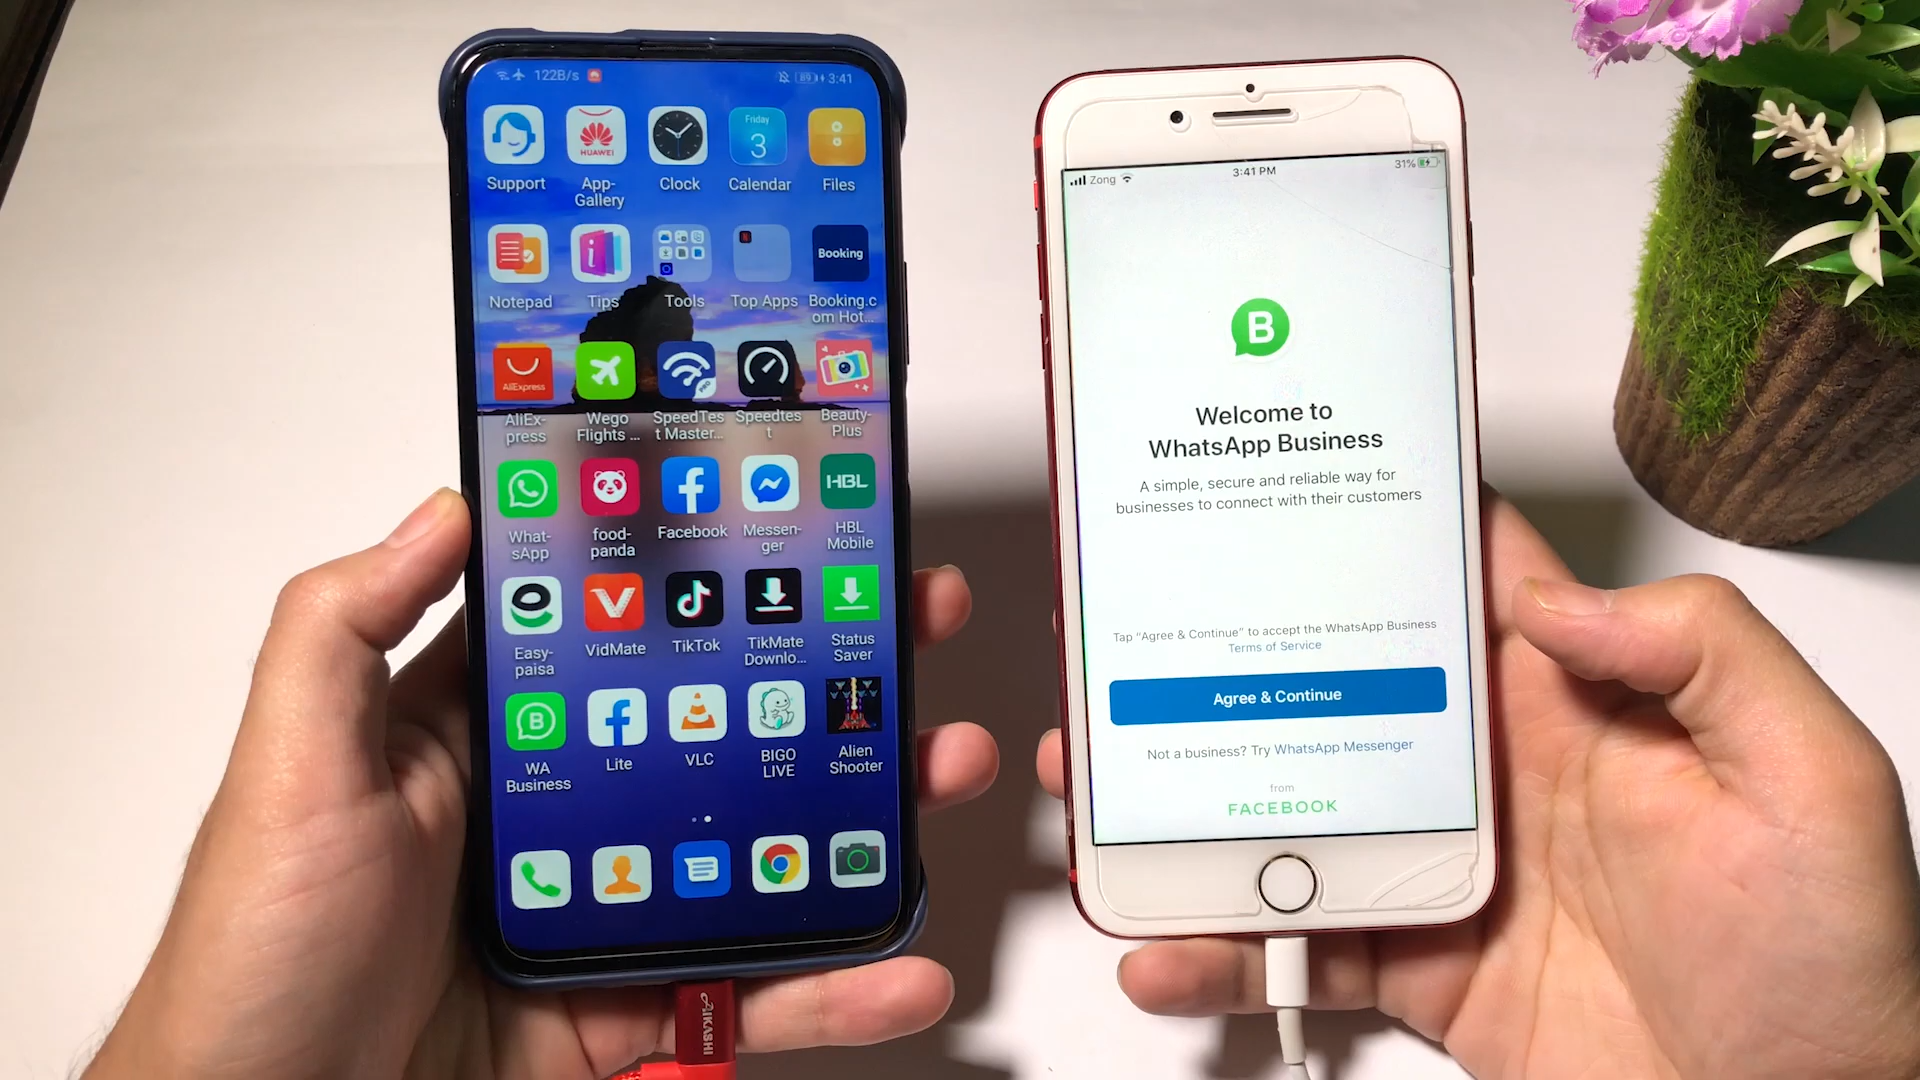 122B/s
89
3:41
Support
HUAWEI
App-
Gallery
Clock
Friday
3
Calendar
Files
Notepad
Tips
Tools
Top Apps
Booking
Booking.c
om Hot...
AliExpress
AliEx-
press
Wego
Flights ...
PRO
SpeedTes
t Master...
Speedtes
t
Beauty-
Plus
What-
sApp
food-
panda
Facebook
Messen-
ger
HBL
HBL
Mobile
Easy-
paisa
VidMate
TikTok
TikMate
Downlo...
Status
Saver
B
WA
Business
Lite
VLC
BIGO
LIVE
Alien
Shooter
AIKASHI
Zong
3:41 PM
31%
B
Welcome to
WhatsApp Business
A simple, secure and reliable way for
businesses to connect with their customers
Tap “Agree & Continue” to accept the WhatsApp Business
Terms of Service
Agree & Continue
Not a business? Try WhatsApp Messenger
from
FACEBOOK